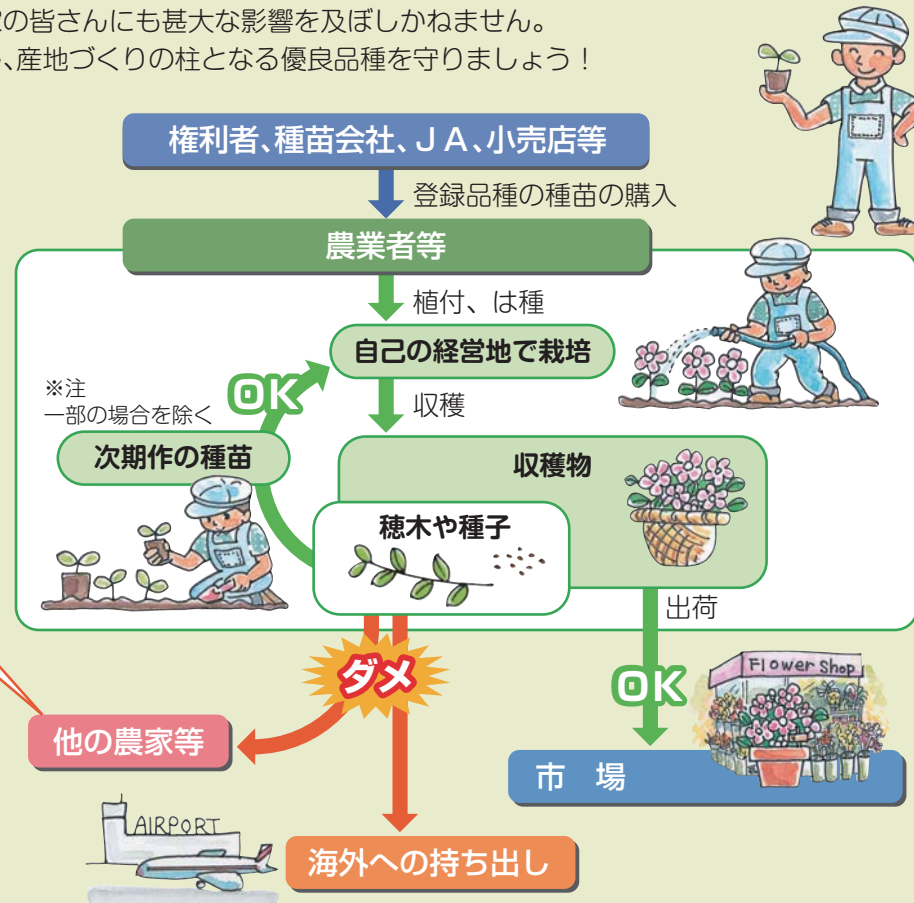 の皆さんにも甚大な影響を及ぼしかねません。
、産地づくりの柱となる優良品種を守りましょう！
権利者、種苗会社、ＪＡ、小売店等
登録品種の種苗の購入
農業者等
植付、は種
自己の経営地で栽培
※注
一部の場合を除く
OK
収穫
次期作の種苗
収穫物
穂木や種子
出荷
ダメ
OK
Flower Shop
他の農家等
市　場
AIRPORT
海外への持ち出し